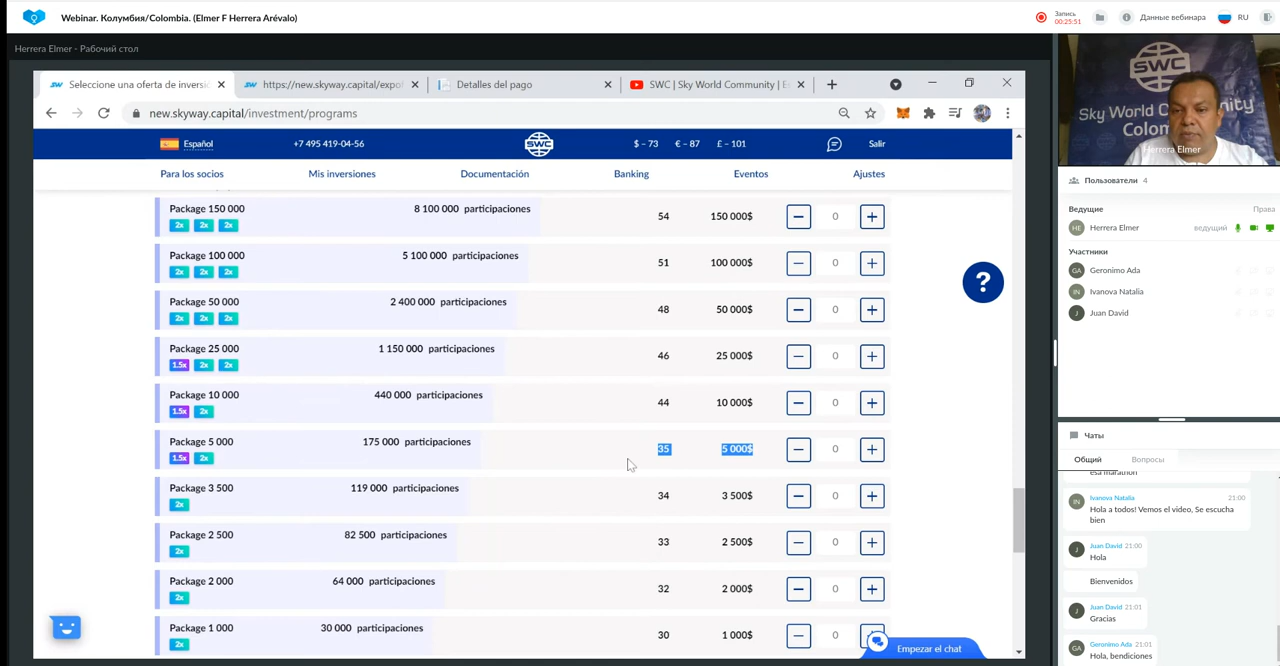 Webinar. Колумбия/Colombia. (Elmer F Herrera Arévalo)
Запись
00:25:51
Данные вебинара
RU
Herrera Elmer - Рабочий стол
Seleccione una oferta de inversi
https://new.skyway.capital/expo
Detalles del pago
SWC | Sky World Community | E
new.skyway.capital/investment/programs
Español
+7 495 419-04-56
SWC
$ – 73
€ – 87
£ – 101
Salir
Para los socios
Mis inversiones
Documentación
Banking
Eventos
Ajustes
Package 150 000 8 100 000 participaciones 54 150 000$ 0
2x 2x 2x
Package 100 000 5 100 000 participaciones 51 100 000$ 0
2x 2x 2x
Package 50 000 2 400 000 participaciones 48 50 000$ 0
2x 2x 2x
Package 25 000 1 150 000 participaciones 46 25 000$ 0
1.5x 2x 2x
Package 10 000 440 000 participaciones 44 10 000$ 0
1.5x 2x
Package 5 000 175 000 participaciones 35 5 000$ 0
1.5x 2x
Package 3 500 119 000 participaciones 34 3 500$ 0
2x
Package 2 500 82 500 participaciones 33 2 500$ 0
2x
Package 2 000 64 000 participaciones 32 2 000$ 0
2x
Package 1 000 30 000 participaciones 30 1 000$ 0
2x
?
Empezar el chat
SWC
Sky World Community
Herrera Elmer
Пользователи 4
Ведущие
Права
HE Herrera Elmer ведущий
Участники
GA Geronimo Ada
IN Ivanova Natalia
J Juan David
Чаты
Общий
Вопросы
esa marathon
IN Ivanova Natalia 21:00
Hola a todos! Vemos el video, Se escucha
bien
J Juan David 21:00
Hola
Bienvenidos
J Juan David 21:01
Gracias
GA Geronimo Ada 21:01
Hola, bendiciones